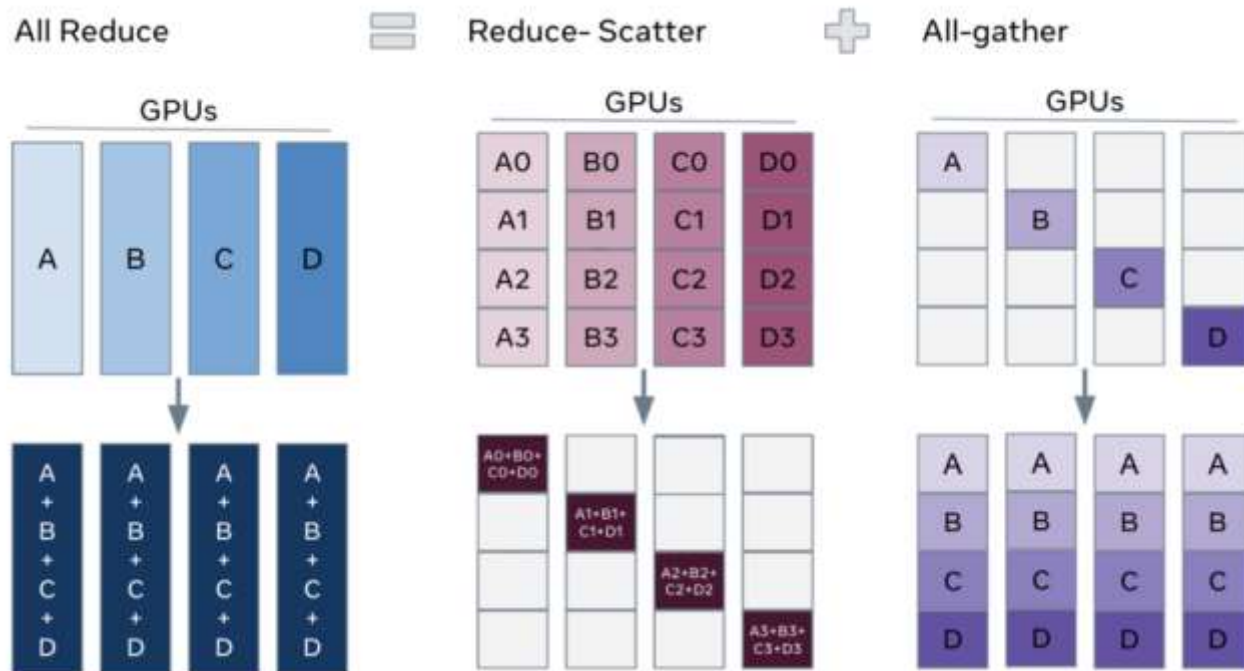 All Reduce
Reduce- Scatter
All-gather
GPUs
A
B
C
D
A
+
B
+
C
+
D
A
+
B
+
C
+
D
A
+
B
+
C
+
D
A
+
B
+
C
+
D
GPUs
A0 B0 C0 D0
A1 B1 C1 D1
A2 B2 C2 D2
A3 B3 C3 D3
A0+B0+
C0+D0
A1+B1+
C1+D1
A2+B2+
C2+D2
A3+B3+
C3+D3
GPUs
A
B
C
D
A A A A
B B B B
C C C C
D D D D